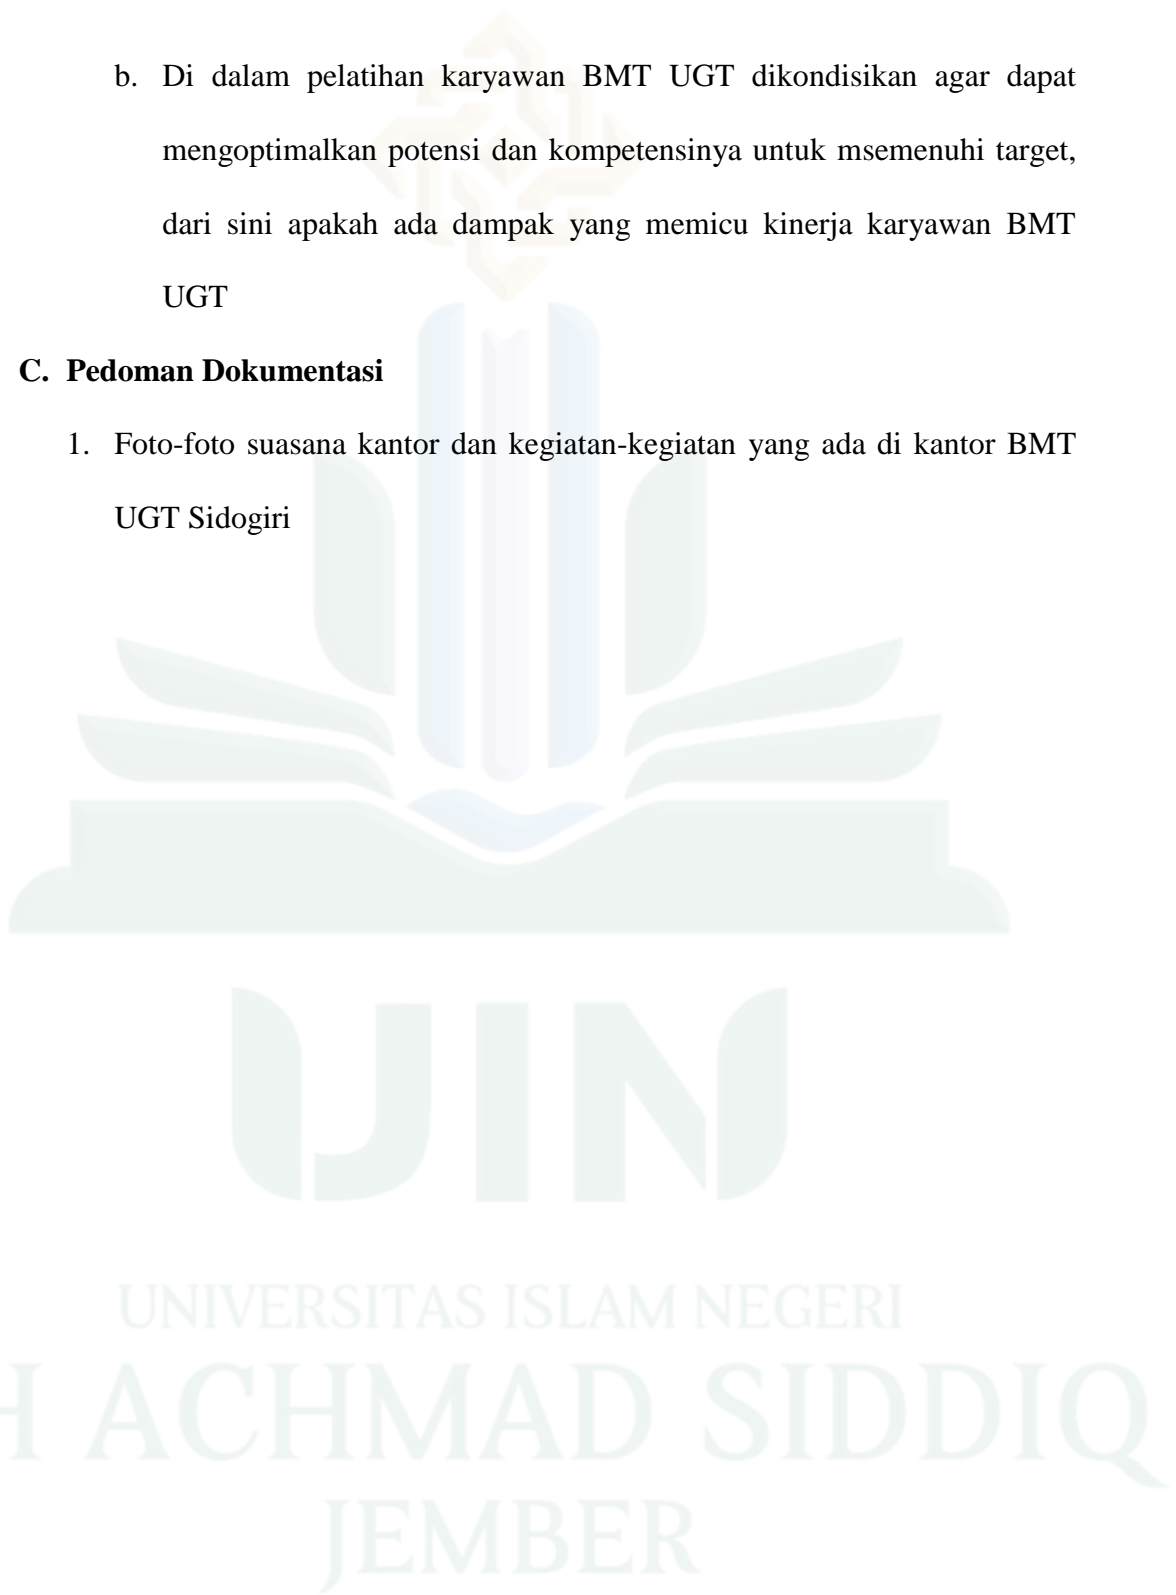 b. Di dalam pelatihan karyawan BMT UGT dikondisikan agar dapat
mengoptimalkan potensi dan kompetensinya untuk msemenuhi target,
dari sini apakah ada dampak yang memicu kinerja karyawan BMT
UGT
C. Pedoman Dokumentasi
1. Foto-foto suasana kantor dan kegiatan-kegiatan yang ada di kantor BMT
UGT Sidogiri
UIN
UNIVERSITAS ISLAM NEGERI
H ACHMAD SIDDIQ
JEMBER